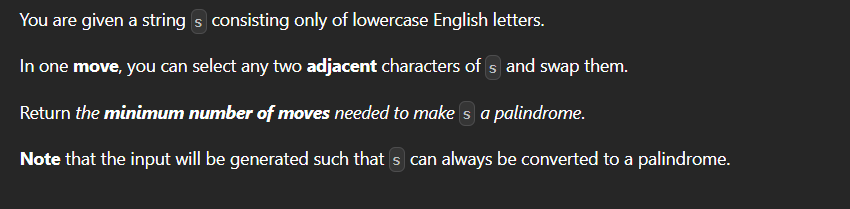 You are given a string s consisting only of lowercase English letters.
In one move, you can select any two adjacent characters of s and swap them.
Return the minimum number of moves needed to make s a palindrome.
Note that the input will be generated such that s can always be converted to a palindrome.